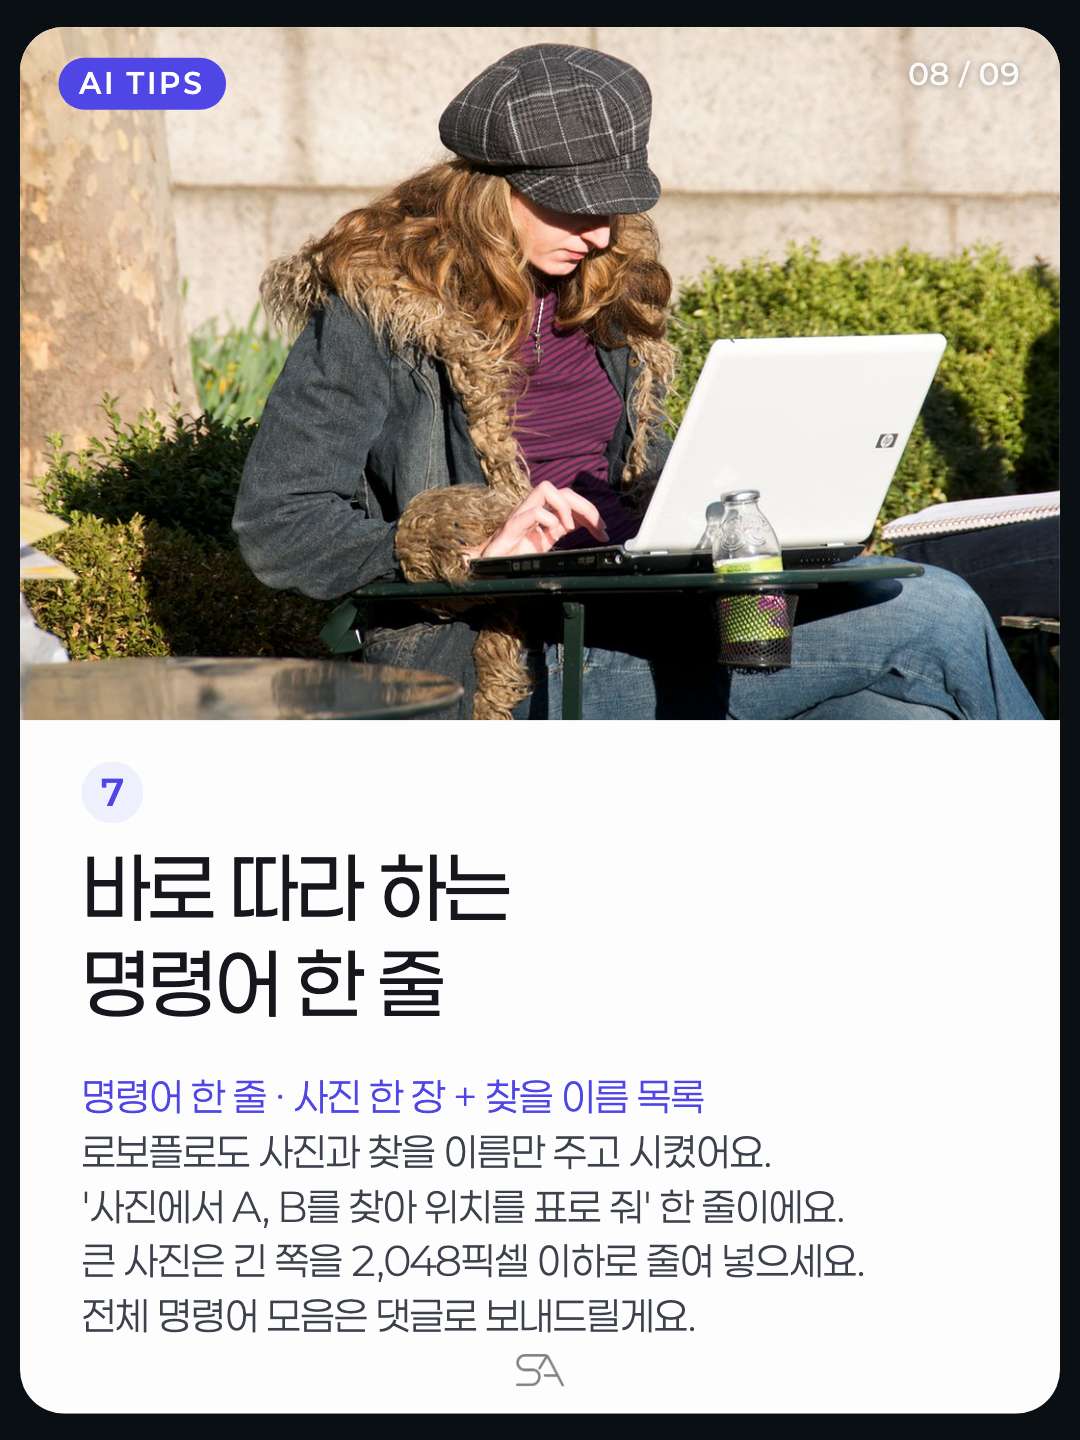 AI TIPS
08 / 09
hp
7
바로 따라 하는
명령어 한 줄
명령어 한 줄 · 사진 한 장 + 찾을 이름 목록
로보플로도 사진과 찾을 이름만 주고 시켰어요.
'사진에서 A, B를 찾아 위치를 표로 줘' 한 줄이에요.
큰 사진은 긴 쪽을 2,048픽셀 이하로 줄여 넣으세요.
전체 명령어 모음은 댓글로 보내드릴게요.
SA